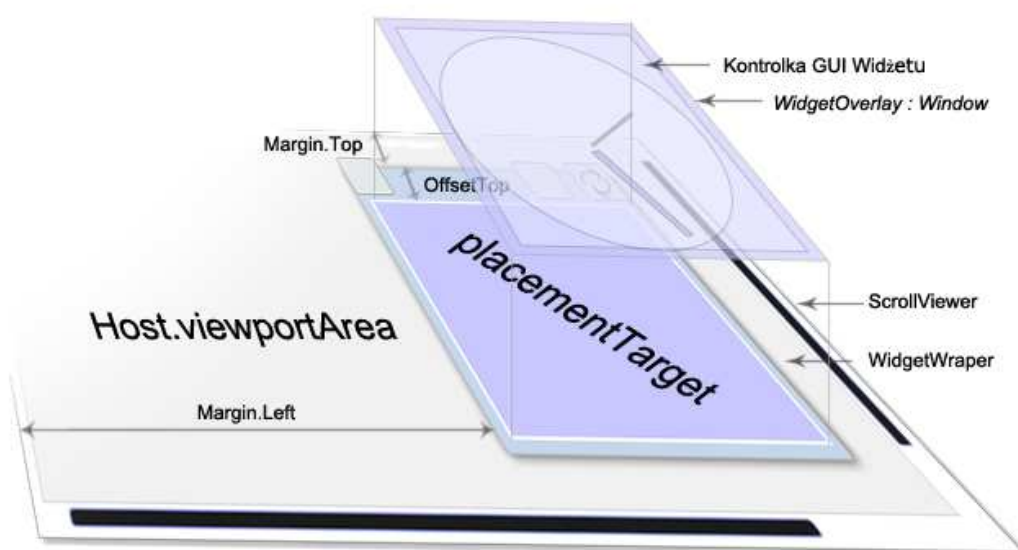 Kontrolka GUI Widżetu
WidgetOverlay : Window
Margin.Top
OffsetTop
placementTarget
Host.viewportArea
ScrollViewer
WidgetWraper
Margin.Left